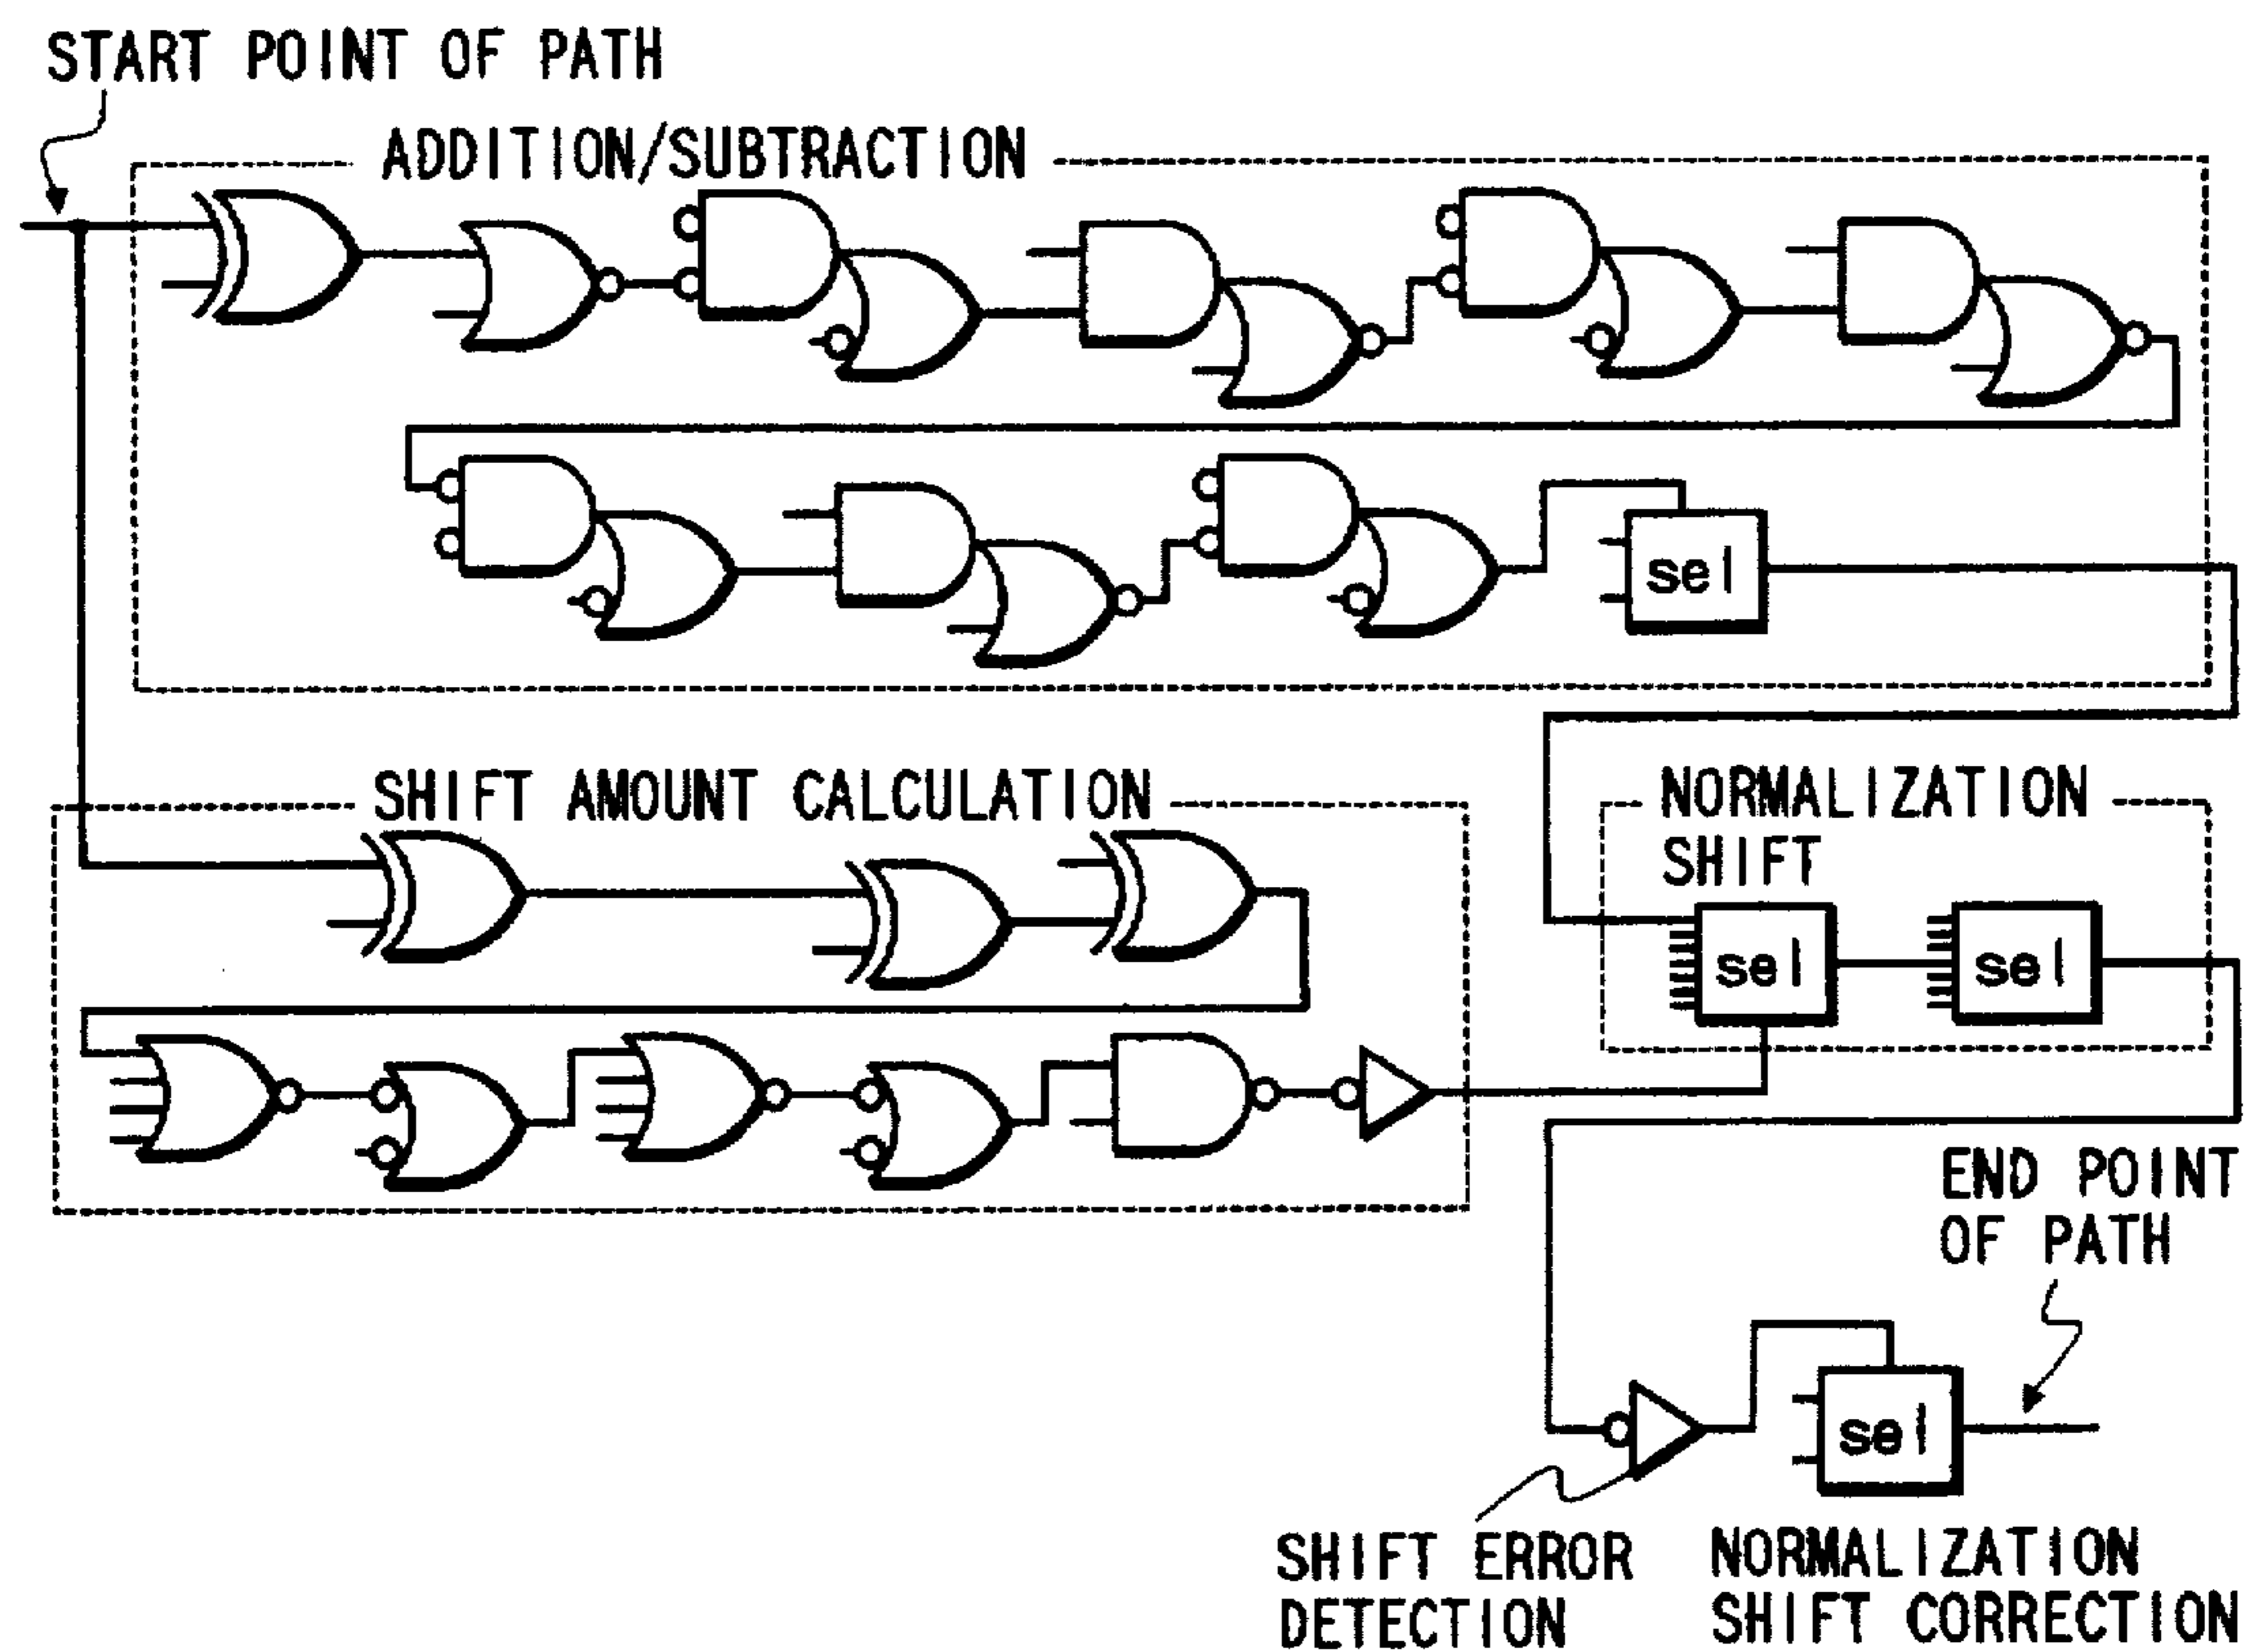 START POINT OF PATH
ADDITION/SUBTRACTION
sel
SHIFT AMOUNT CALCULATION
NORMALIZATION
SHIFT
sel
sel
END POINT
OF PATH
sel
SHIFT ERROR
DETECTION
NORMALIZATION
SHIFT CORRECTION